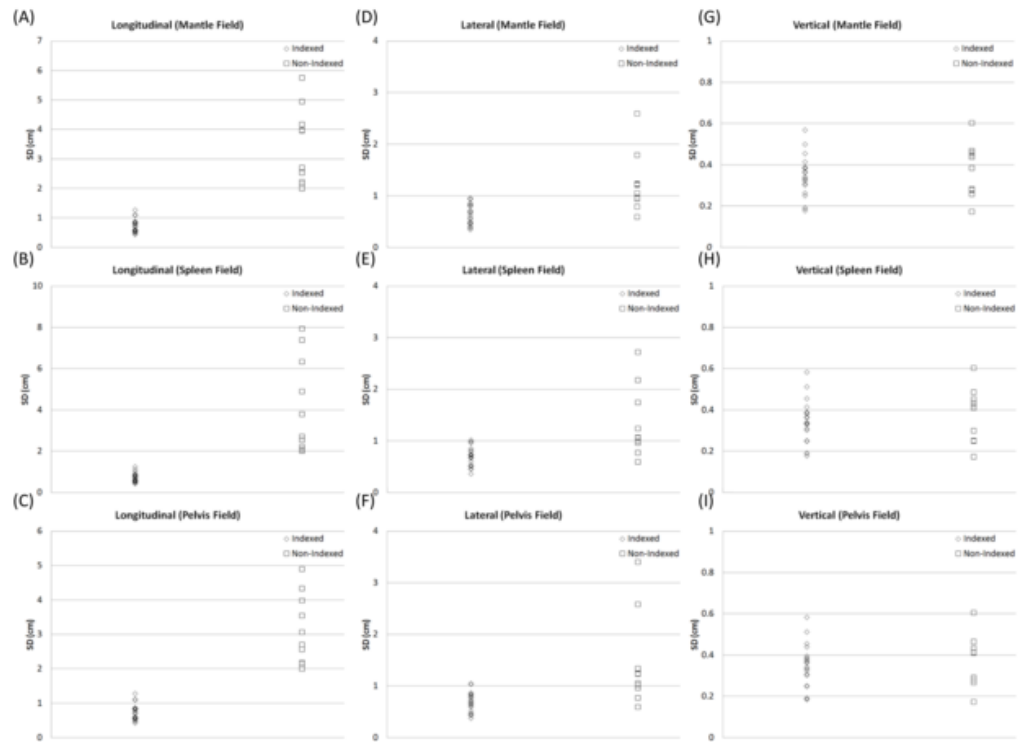 (A)
Longitudinal (Mantle Field)
7
6
5
4
3
2
1
0
SD (cm)
Indexed
Non-Indexed
(D)
Lateral (Mantle Field)
4
3
2
1
0
SD (cm)
Indexed
Non-Indexed
(G)
Vertical (Mantle Field)
1
0.8
0.6
0.4
0.2
0
SD (cm)
Indexed
Non-Indexed
(B)
Longitudinal (Spleen Field)
10
8
6
4
2
0
SD (cm)
Indexed
Non-Indexed
(E)
Lateral (Spleen Field)
4
3
2
1
0
SD (cm)
Indexed
Non-Indexed
(H)
Vertical (Spleen Field)
1
0.8
0.6
0.4
0.2
0
SD (cm)
Indexed
Non-Indexed
(C)
Longitudinal (Pelvis Field)
6
5
4
3
2
1
0
SD (cm)
Indexed
Non-Indexed
(F)
Lateral (Pelvis Field)
4
3
2
1
0
SD (cm)
Indexed
Non-Indexed
(I)
Vertical (Pelvis Field)
1
0.8
0.6
0.4
0.2
0
SD (cm)
Indexed
Non-Indexed